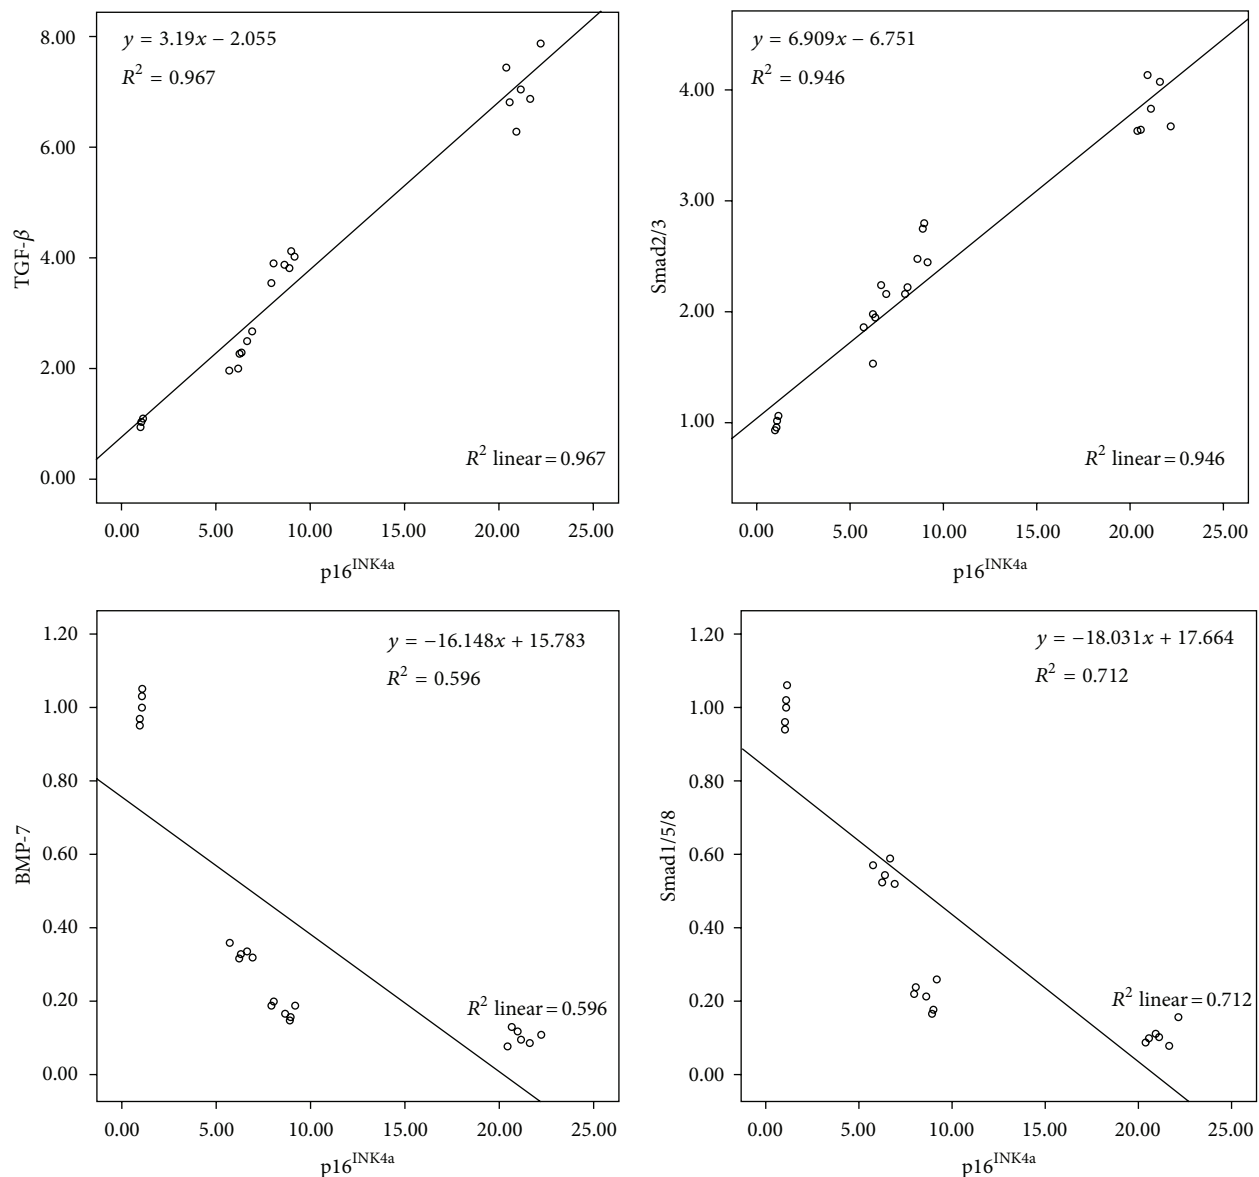 y = 3.19x − 2.055
R² = 0.967
8.00
6.00
4.00
2.00
0.00
TGF-β
R² linear = 0.967
0.00 5.00 10.00 15.00 20.00 25.00
p16^INK4a
y = 6.909x − 6.751
R² = 0.946
4.00
3.00
2.00
1.00
Smad2/3
R² linear = 0.946
0.00 5.00 10.00 15.00 20.00 25.00
p16^INK4a
y = −16.148x + 15.783
R² = 0.596
1.20
1.00
0.80
0.60
0.40
0.20
0.00
BMP-7
R² linear = 0.596
0.00 5.00 10.00 15.00 20.00 25.00
p16^INK4a
y = −18.031x + 17.664
R² = 0.712
1.20
1.00
0.80
0.60
0.40
0.20
0.00
Smad1/5/8
R² linear = 0.712
0.00 5.00 10.00 15.00 20.00 25.00
p16^INK4a